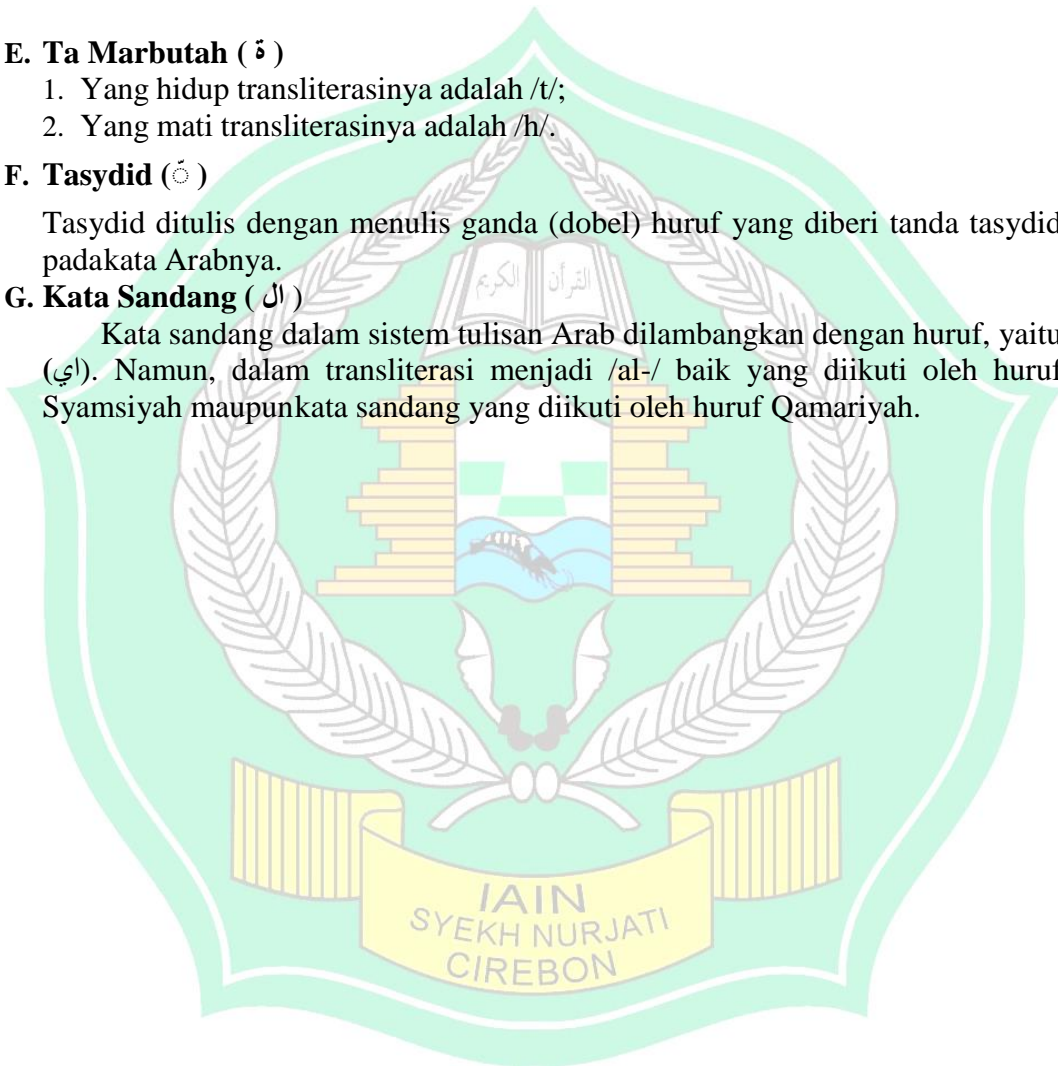 E. Ta Marbutah ( ةّ )
1. Yang hidup transliterasinya adalah /t/;
2. Yang mati transliterasinya adalah /h/.
F. Tasydid (◌ّ )
Tasydid ditulis dengan menulis ganda (dobel) huruf yang diberi tanda tasydid
padakata Arabnya.
G. Kata Sandang ( ال )
Kata sandang dalam sistem tulisan Arab dilambangkan dengan huruf, yaitu
(اي). Namun, dalam transliterasi menjadi /al-/ baik yang diikuti oleh huruf
Syamsiyah maupunkata sandang yang diikuti oleh huruf Qamariyah.
القرأن الكريم
IAIN
SYEKH NURJATI
CIREBON